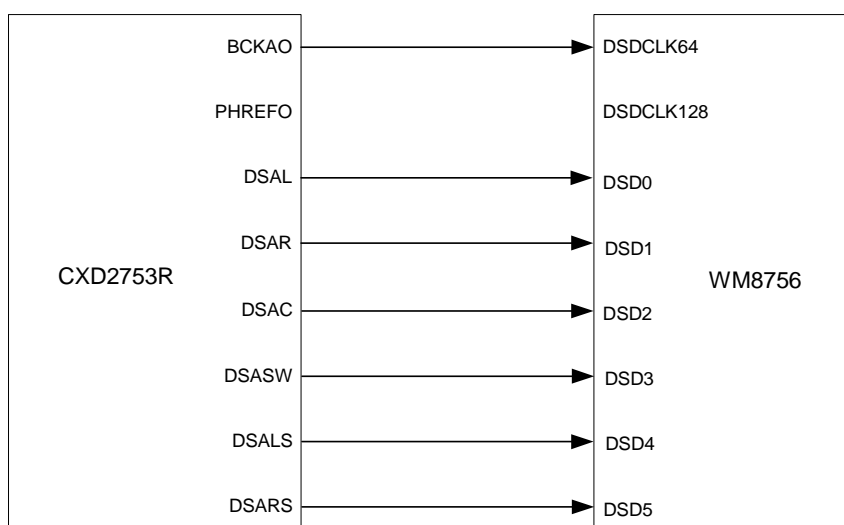 BCKAO DSDCLK64
PHREFO DSDCLK128
DSAL DSD0
DSAR DSD1
CXD2753R WM8756
DSAC DSD2
DSASW DSD3
DSALS DSD4
DSARS DSD5